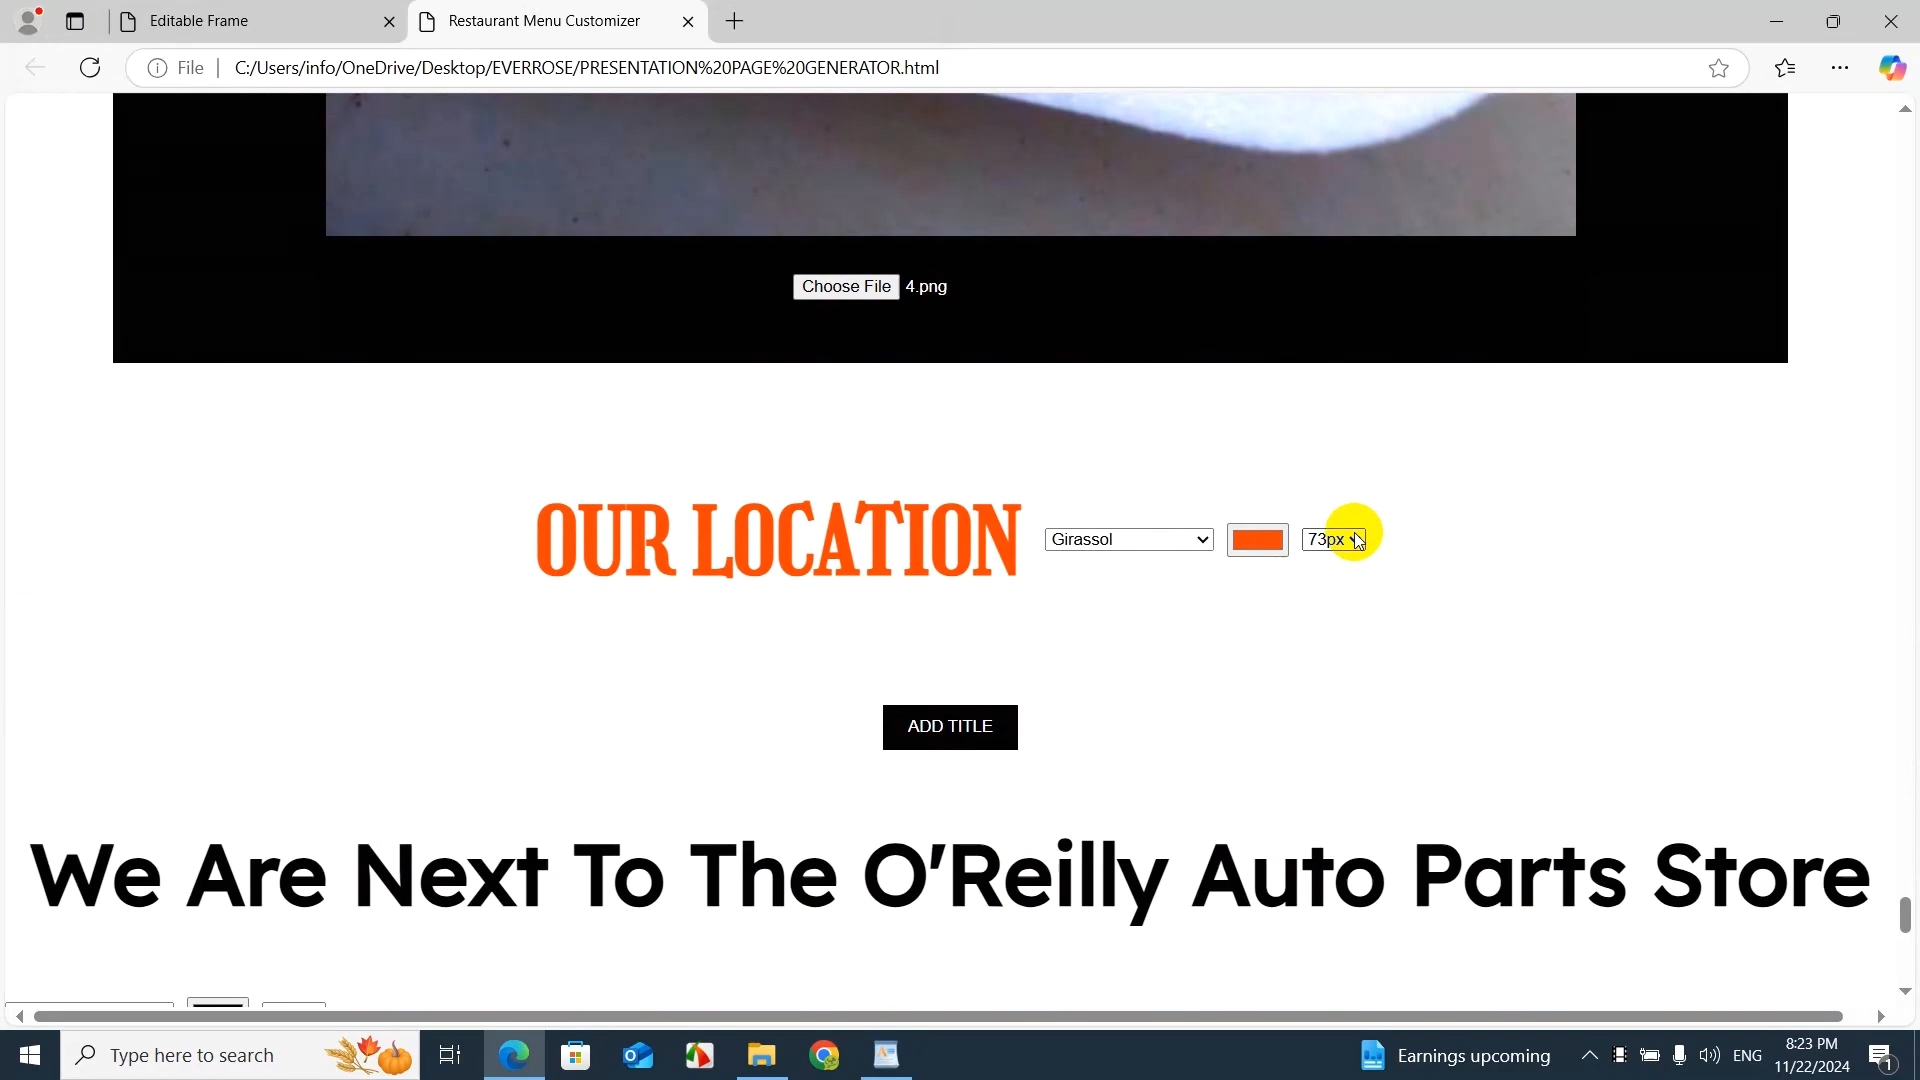 Editable Frame
Restaurant Menu Customizer
File C:/Users/info/OneDrive/Desktop/EVERROSE/PRESENTATION%20PAGE%20GENERATOR.html
Choose File 4.png
OUR LOCATION
Girassol
73px
ADD TITLE
We Are Next To The O'Reilly Auto Parts Store
Type here to search
Earnings upcoming
ENG
8:23 PM
11/22/2024
1